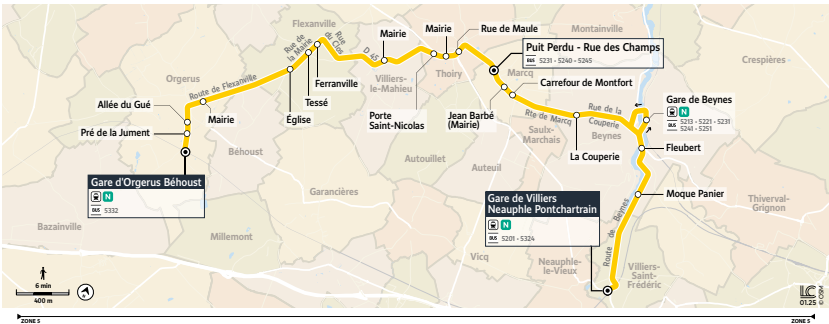 Flexanville
Montainville
Crespières
Orgerus
Rue de
la Mairie
Rue
du Clos
D 45
Mairie
Mairie
Rue de Maule
Puit Perdu - Rue des Champs
BUS 5231 - 5240 - 5245
Villiers-
le-Mahieu
Thoiry
Marcq
Carrefour de Montfort
Route de Flexanville
Ferranville
Tessé
Église
Allée du Gué
Mairie
Pré de la Jument
Porte
Saint-Nicolas
Jean Barbé
(Mairie)
Rte de Marcq
Rue de la
Couperie
Gare de Beynes
N
BUS 5213 - 5221 - 5231
5241 - 5251
Saulx-
Marchais
Beynes
La Couperie
Fleubert
Béhoust
Autouillet
Auteuil
Gare d'Orgerus Béhoust
N
BUS 5332
Garancières
Gare de Villiers
Neauphle Pontchartrain
N
BUS 5201 - 5324
Moque Panier
Thiverval-
Grignon
Bazainville
Millemont
Vicq
Route de Beynes
Neauphle-
le-Vieux
Villiers-
Saint-
Frédéric
6 min
400 m
LC
01.25
© OSM
ZONE 5
ZONE 5